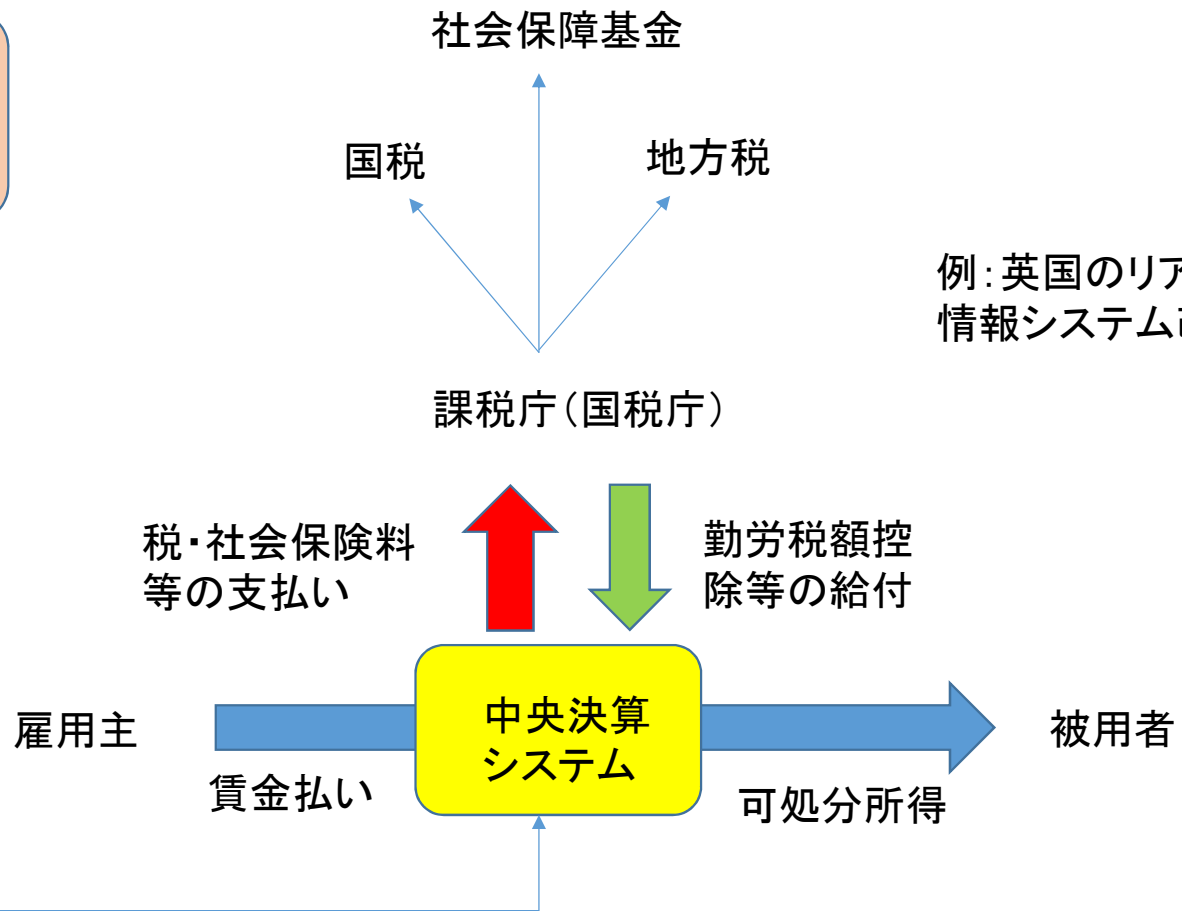 社会保障基金
国税
地方税
例：英国のリア
情報システム
課税庁（国税庁）
税・社会保険料
等の支払い
勤労税額控
除等の給付
雇用主
中央決算
システム
被用者
賃金払い
可処分所得